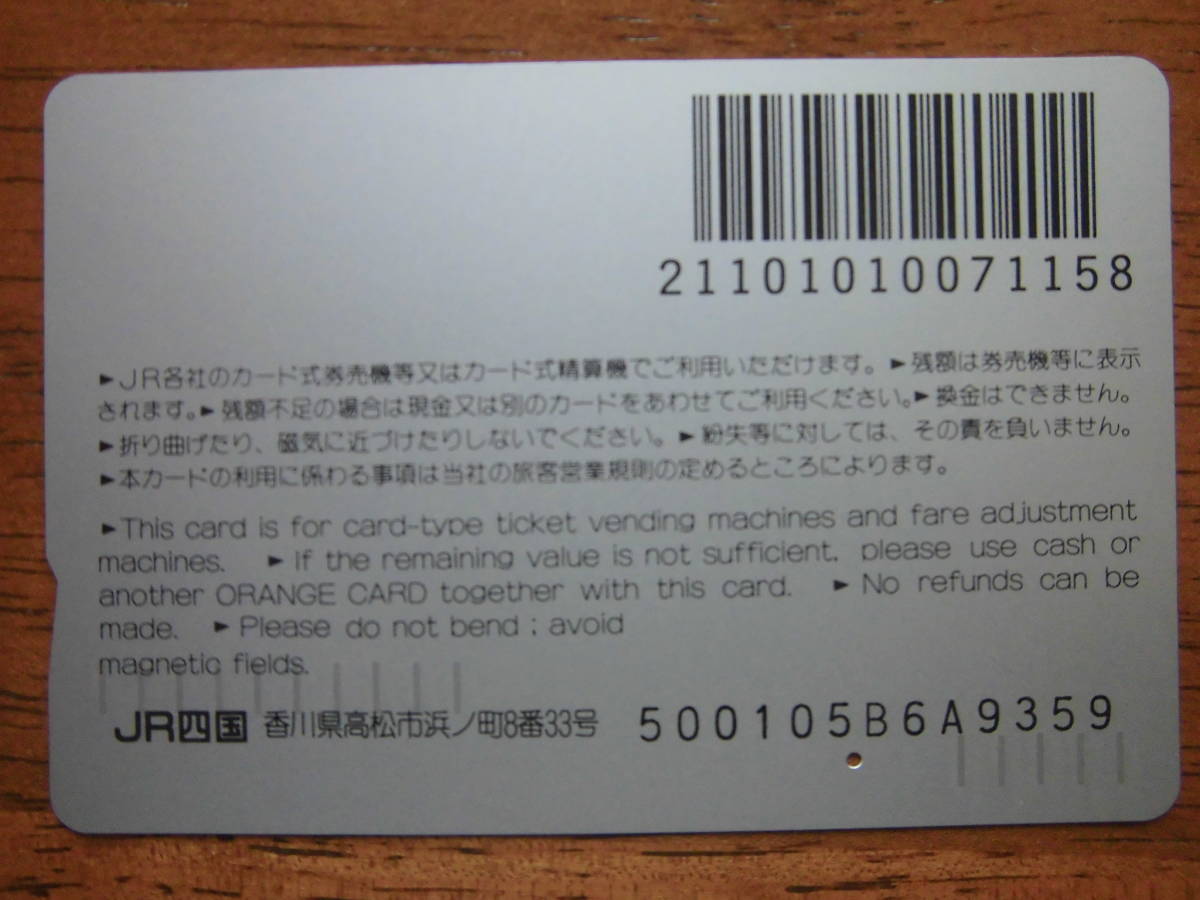 21101010071158
►JR各社のカード式券売機等又はカード式精算機でご利用いただけます。►残額は券売機等に表示
されます。►残額不足の場合は現金又は別のカードをあわせてご利用ください。►換金はできません。
►折り曲げたり、磁気に近づけたりしないでください。►紛失等に対しては、その責を負いません。
►本カードの利用に係わる事項は当社の旅客営業規則の定めるところによります。
►This card is for card-type ticket vending machines and fare adjustment
machines. ►If the remaining value is not sufficient, please use cash or
another ORANGE CARD together with this card. ►No refunds can be
made. ►Please do not bend ; avoid
magnetic fields.
JR四国 香川県高松市浜ノ町8番33号 500105B6A9359